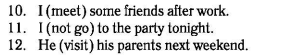 10. I (meet) some friends after work.
11. I (not go) to the party tonight.
12. He (visit) his parents next weekend.